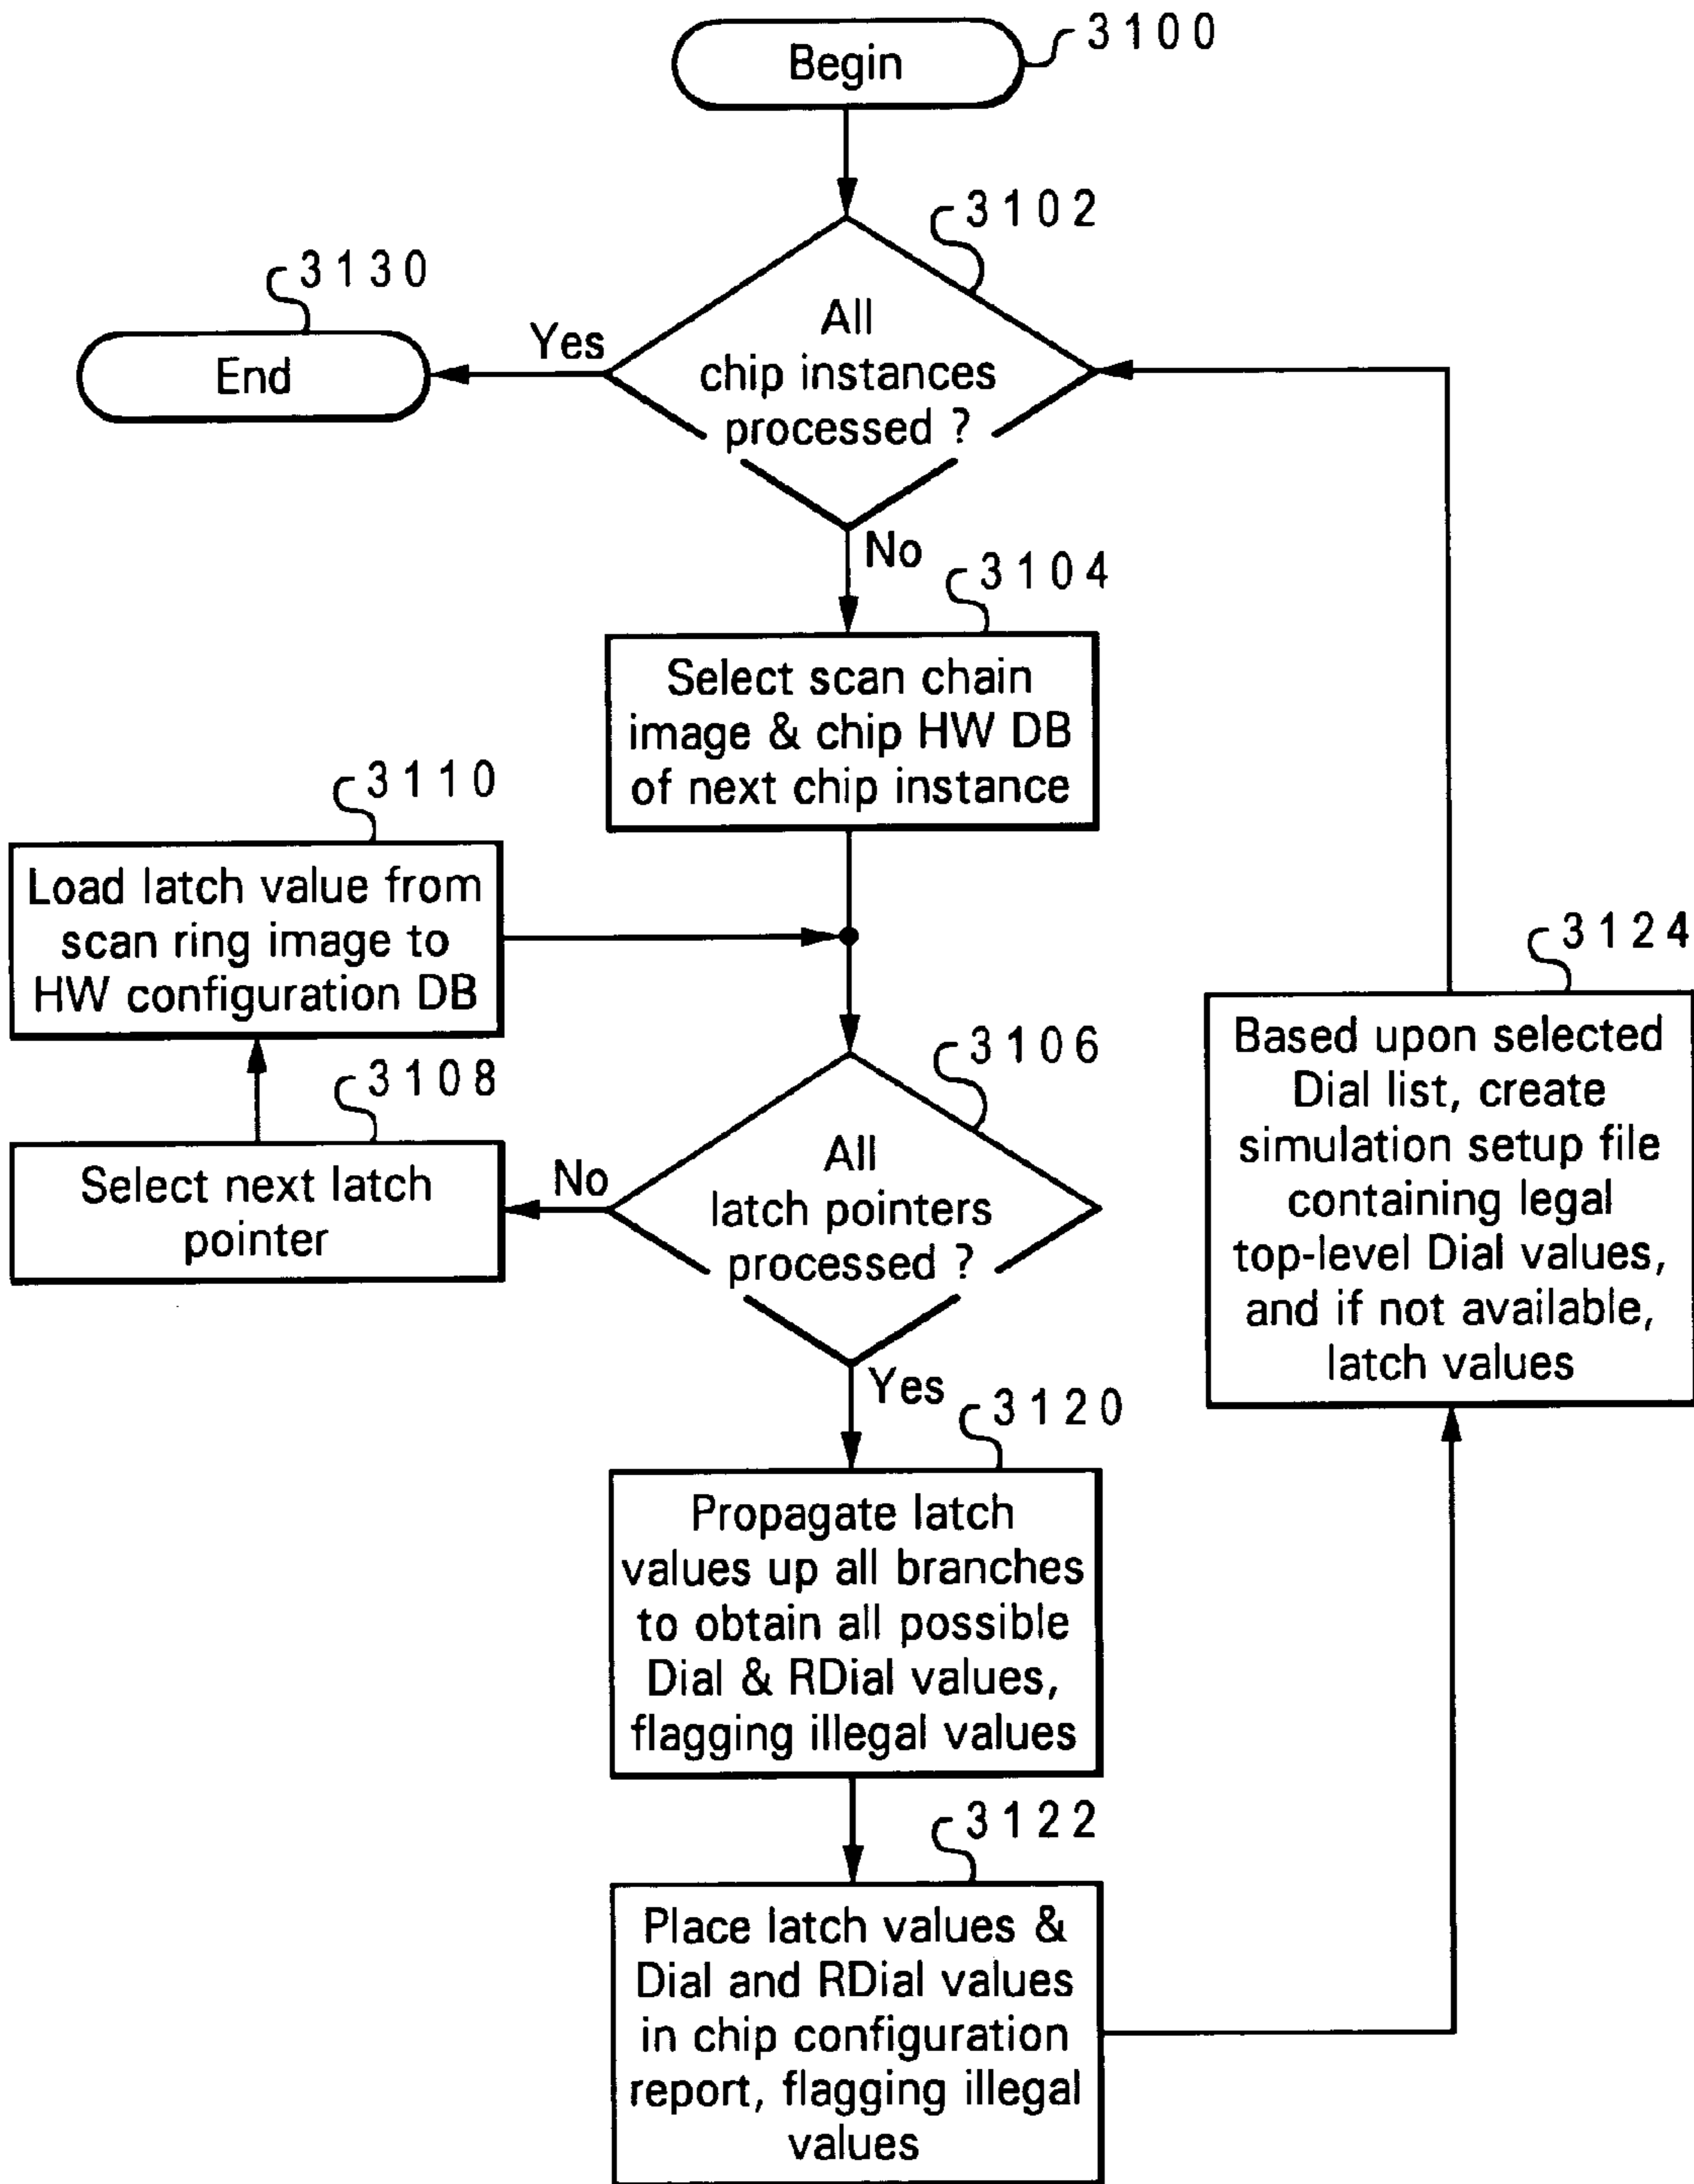 Begin
3100
3102
All
chip instances
processed ?
Yes
3130
End
No
3104
Select scan chain
image & chip HW DB
of next chip instance
3110
Load latch value from
scan ring image to
HW configuration DB
3108
Select next latch
pointer
3106
All
latch pointers
processed ?
No
Yes
3120
Propagate latch
values up all branches
to obtain all possible
Dial & RDial values,
flagging illegal values
3122
Place latch values &
Dial and RDial values
in chip configuration
report, flagging illegal
values
3124
Based upon selected
Dial list, create
simulation setup file
containing legal
top-level Dial values,
and if not available,
latch values